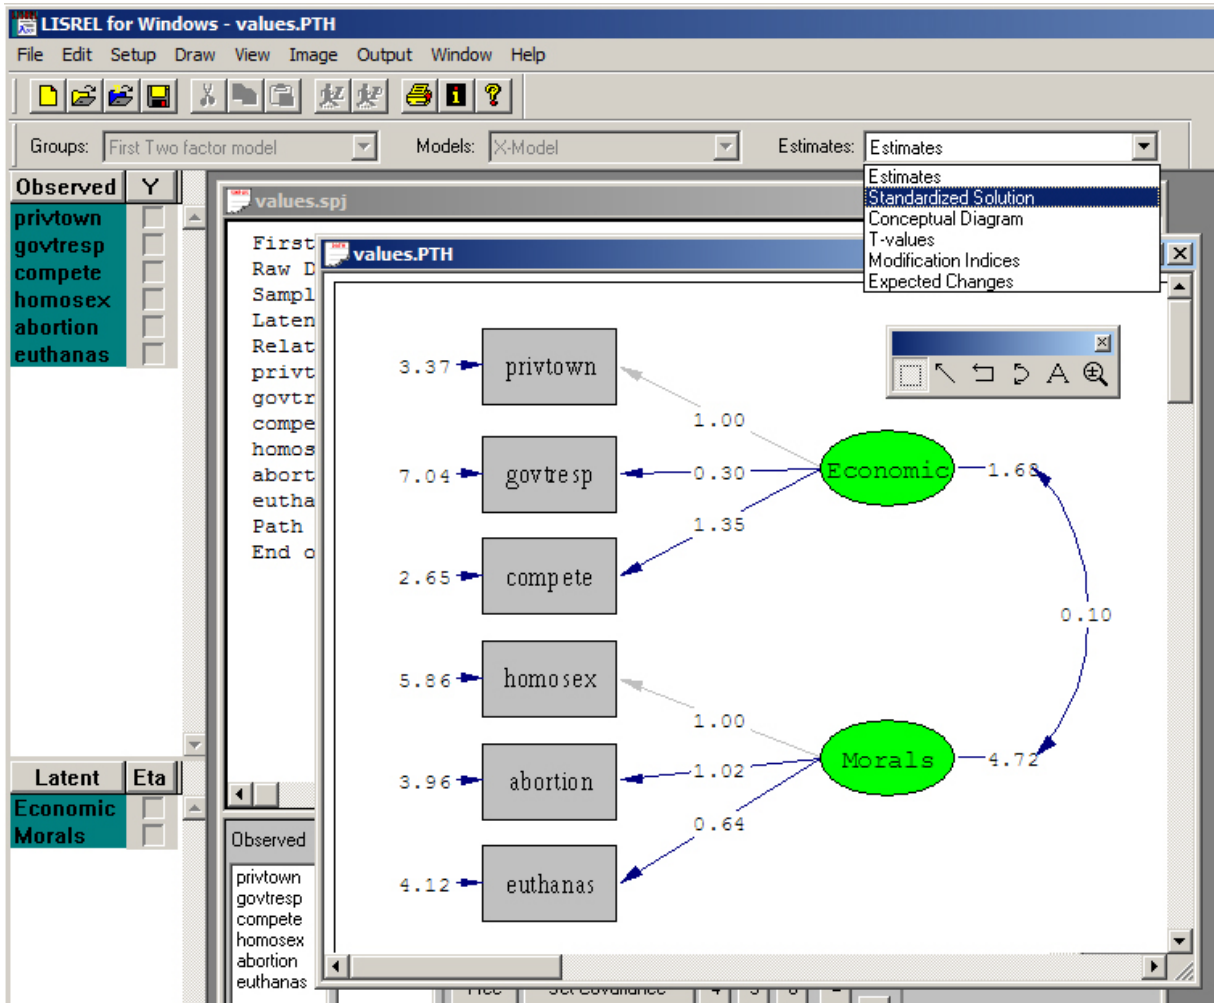 LISREL for Windows - values.PTH
File Edit Setup Draw View Image Output Window Help
Groups: First Two factor model Models: X-Model Estimates: Estimates
Estimates
Standardized Solution
Conceptual Diagram
T-values
Modification Indices
Expected Changes
Observed Y
privtown
govtresp
compete
homosex
abortion
euthanas
Latent Eta
Economic
Morals
values.spj
First
Raw D
Sampl
Laten
Relat
privt
govtr
compe
homos
abort
eutha
Path
End o
values.PTH
3.37 privtown
1.00
7.04 govtresp 0.30 Economic 1.68
1.35
2.65 compete
0.10
5.86 homosex
1.00
3.96 abortion 1.02 Morals 4.72
0.64
4.12 euthanas
Observed
privtown
govtresp
compete
homosex
abortion
euthanas